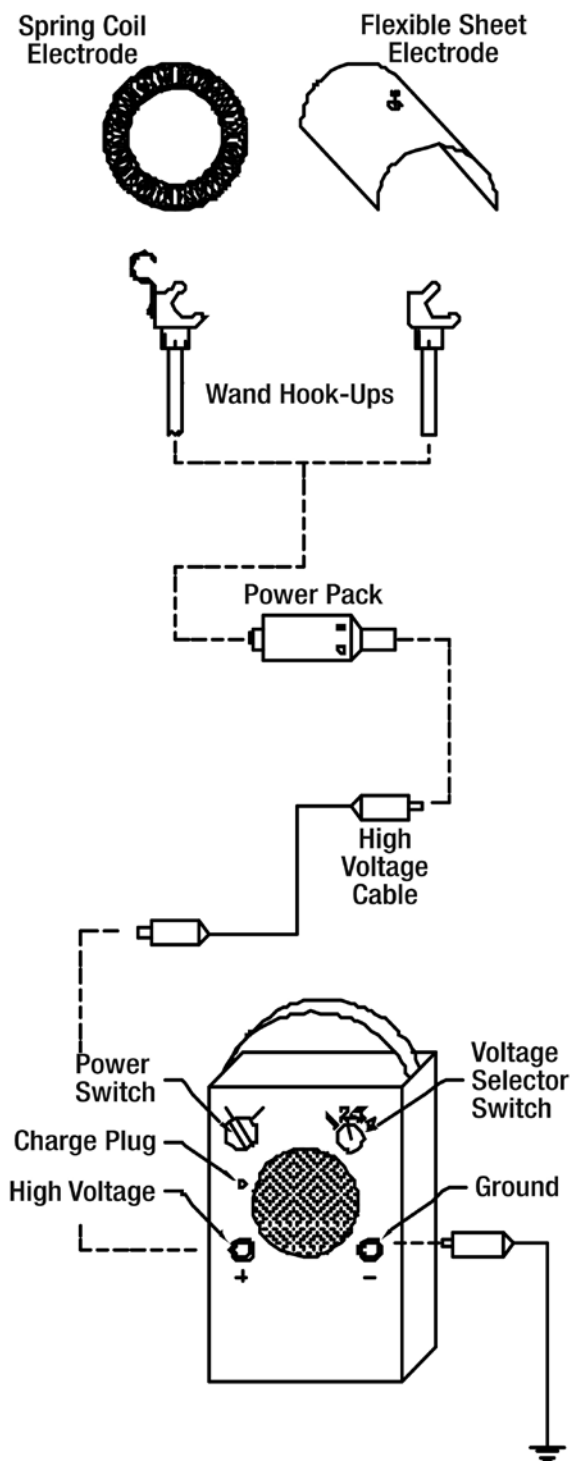 Spring Coil
Electrode
Flexible Sheet
Electrode
Wand Hook-Ups
Power Pack
High
Voltage
Cable
Power
Switch
Voltage
Selector
Switch
Charge Plug
High Voltage
Ground
+
-